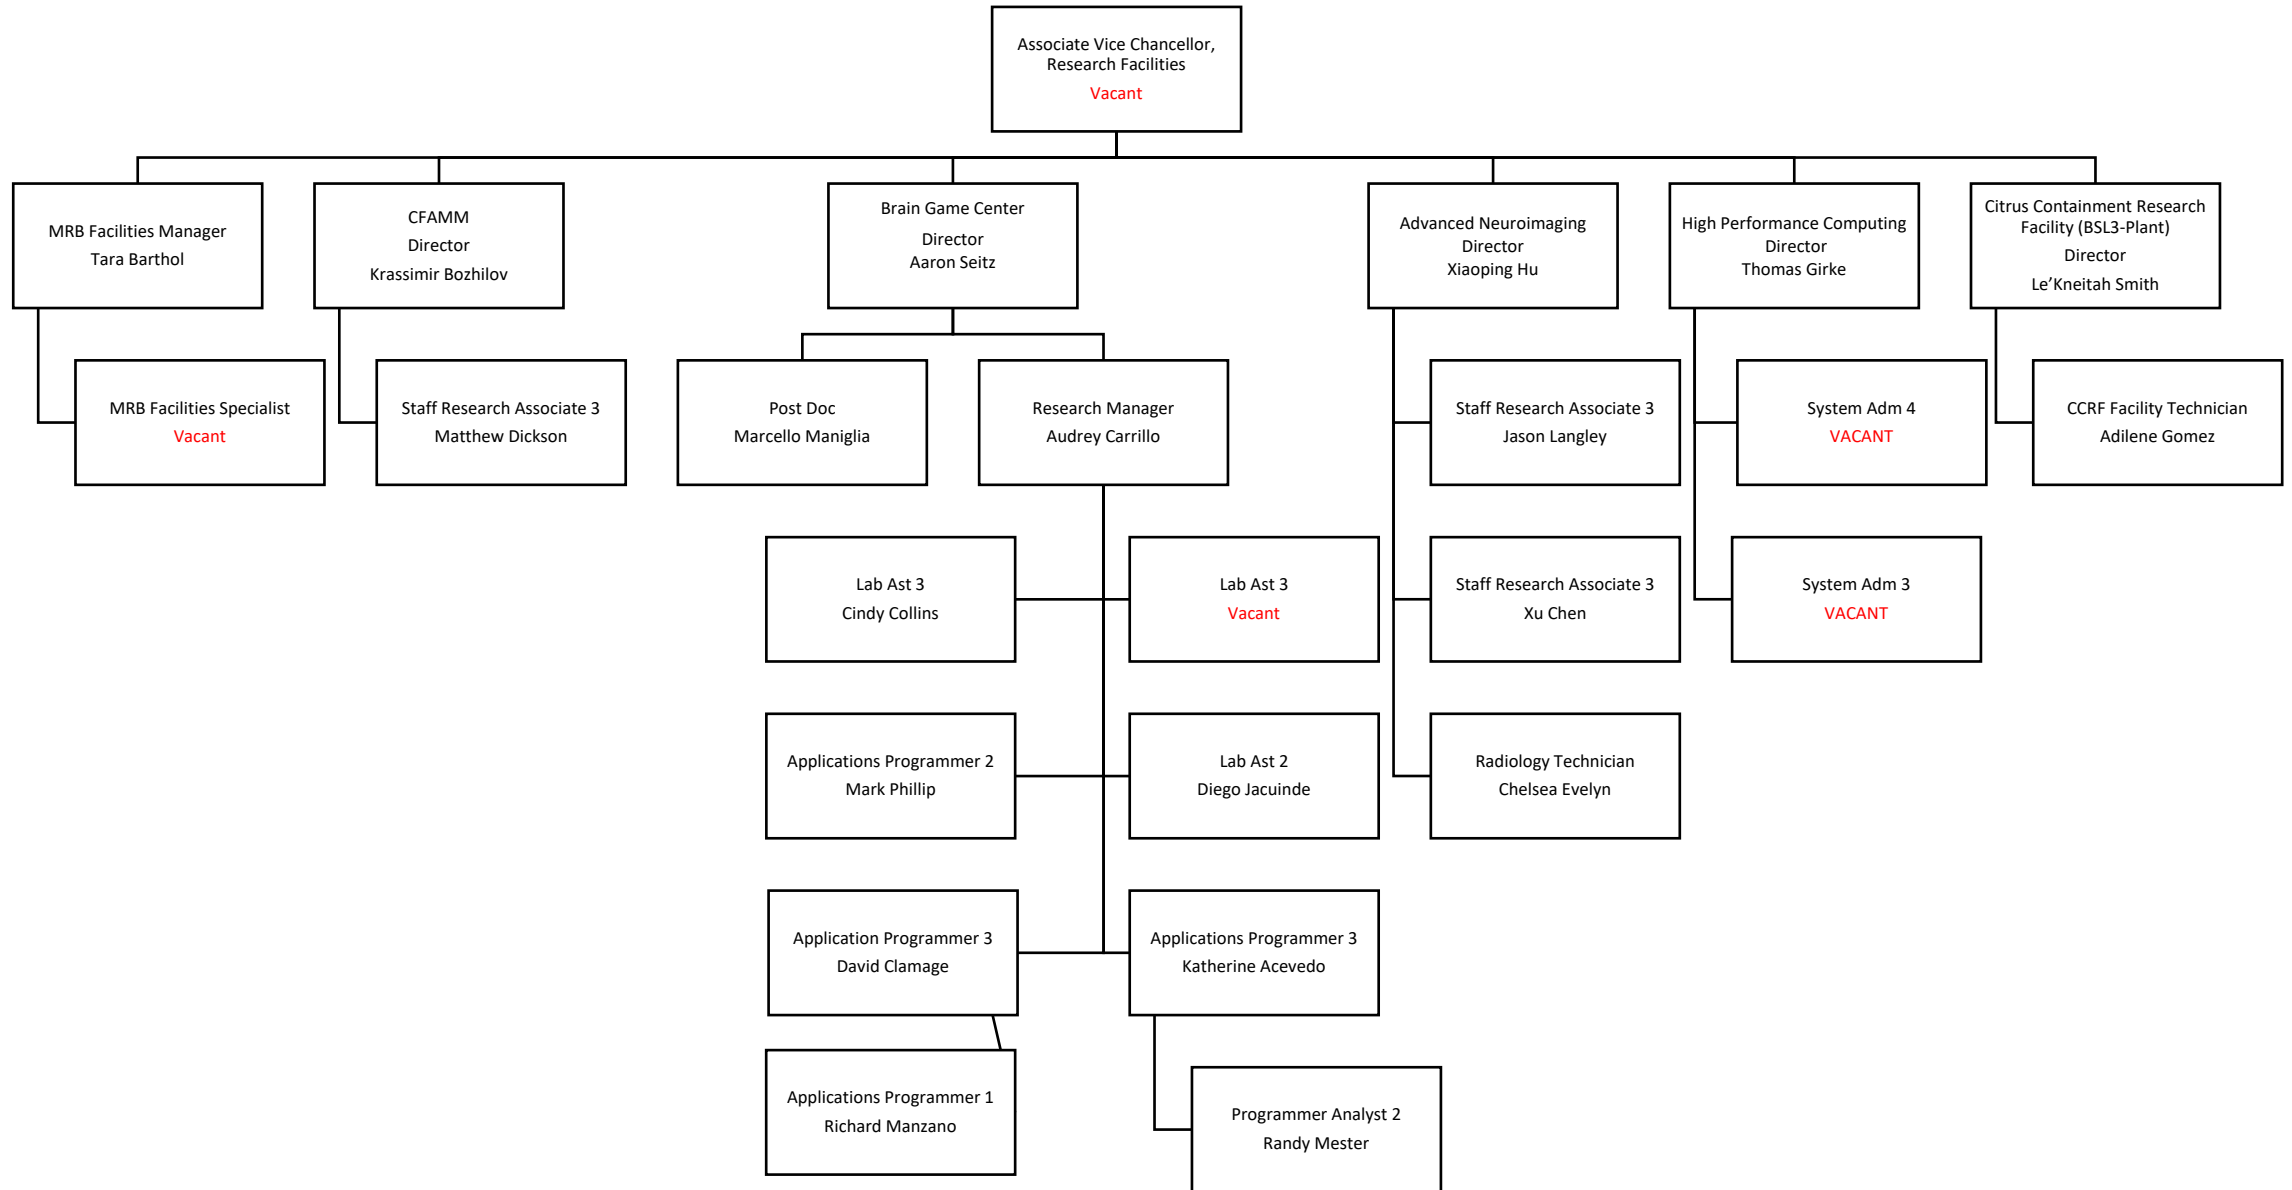 Associate Vice Chancellor,
Research Facilities
Vacant
MRB Facilities Manager
Tara Barthol
CFAMM
Director
Krassimir Bozhilov
Brain Game Center
Director
Aaron Seitz
Advanced Neuroimaging
Director
Xiaoping Hu
High Performance Computing
Director
Thomas Girke
Citrus Containment Research
Facility (BSL3-Plant)
Director
Le’Kneitah Smith
MRB Facilities Specialist
Vacant
Staff Research Associate 3
Matthew Dickson
Post Doc
Marcello Maniglia
Research Manager
Audrey Carrillo
Staff Research Associate 3
Jason Langley
System Adm 4
VACANT
CCRF Facility Technician
Adilene Gomez
Lab Ast 3
Cindy Collins
Lab Ast 3
Vacant
Staff Research Associate 3
Xu Chen
System Adm 3
VACANT
Applications Programmer 2
Mark Phillip
Lab Ast 2
Diego Jacuinde
Radiology Technician
Chelsea Evelyn
Application Programmer 3
David Clamage
Applications Programmer 3
Katherine Acevedo
Applications Programmer 1
Richard Manzano
Programmer Analyst 2
Randy Mester